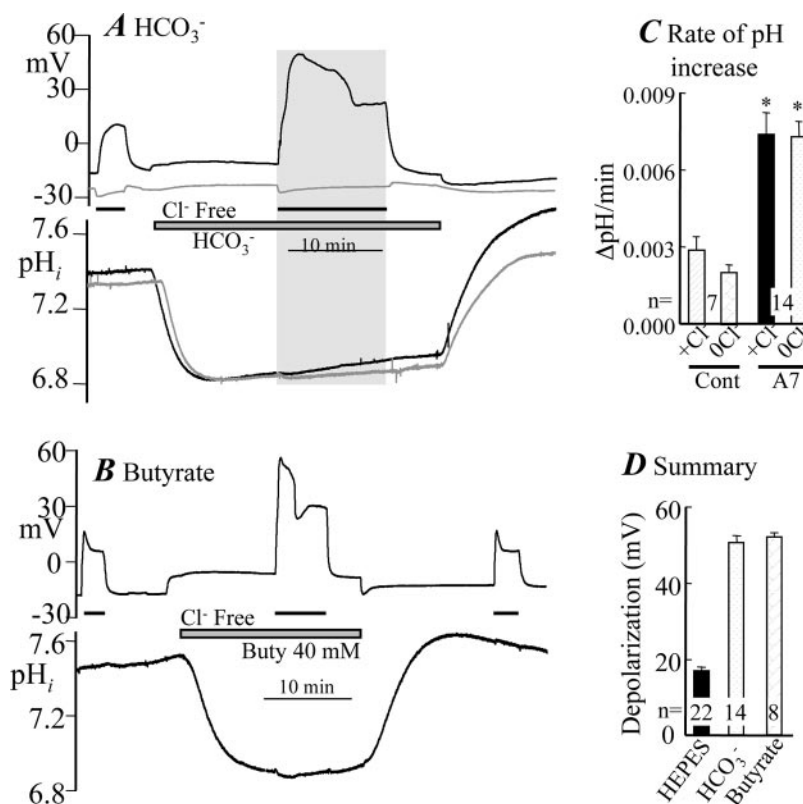 A HCO₃⁻
60
mV
30
0
-30
Cl⁻ Free
HCO₃⁻
10 min
7.6
pHᵢ
7.2
6.8
B Butyrate
60
30
mV
0
-30
Cl⁻ Free
Buty 40 mM
10 min
7.6
pHᵢ
7.2
6.8
C Rate of pH
increase
0.009
0.006
0.003
0.000
ΔpH/min
* *
n= 7 14
+Cl⁻ 0Cl⁻ +Cl⁻ 0Cl⁻
Cont A7
D Summary
60
40
20
0
Depolarization (mV)
n= 22 14 8
HEPES
HCO₃⁻
Butyrate